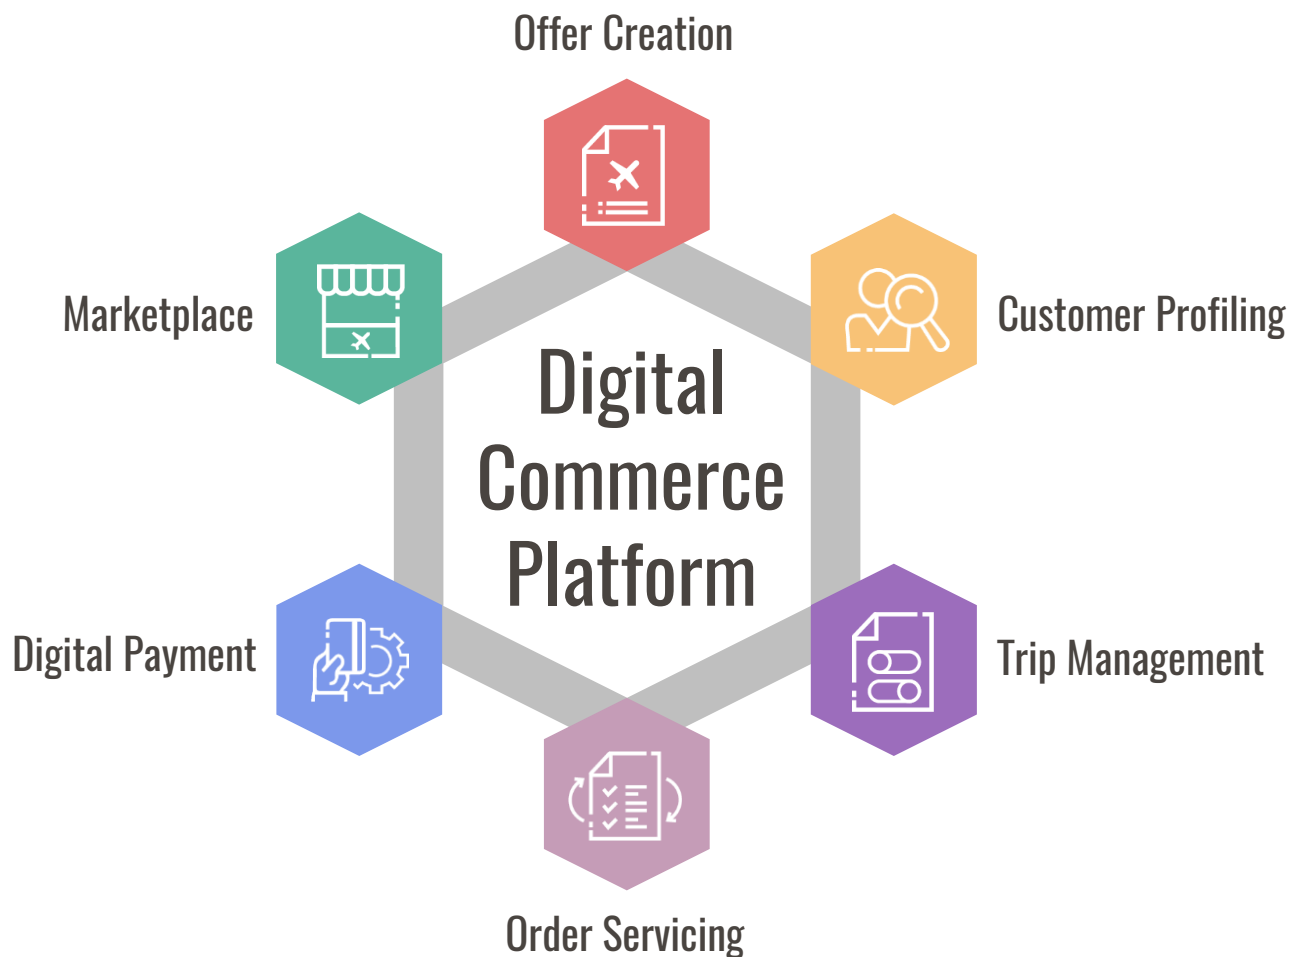 Offer Creation
Marketplace
Customer Profiling
Digital
Commerce
Platform
Digital Payment
Trip Management
Order Servicing